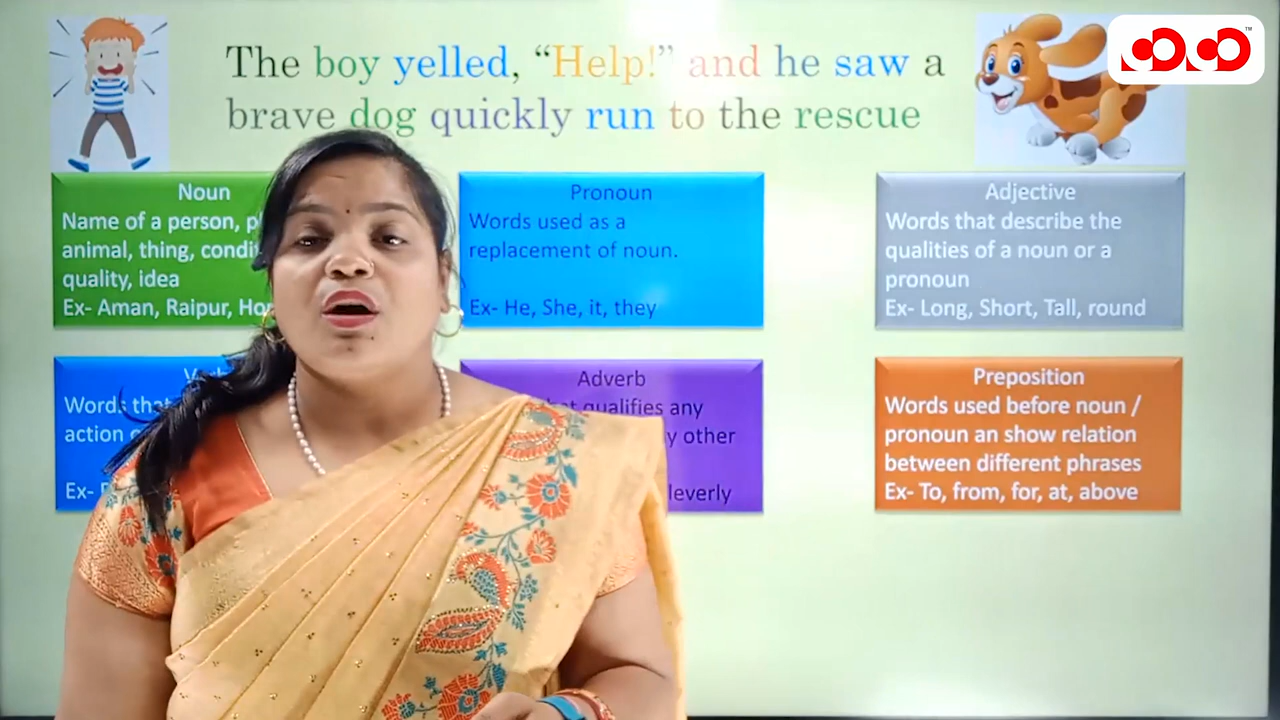 The boy yelled, “Help!” and he saw a
brave dog quickly run to the rescue
Noun
Name of a person,
animal, thing,
quality, idea
Ex- Aman, Raipur,
Pronoun
Words used as a
replacement of noun.
Ex- He, She, it, they
Adjective
Words that describe the
qualities of a noun or a
pronoun
Ex- Long, Short, Tall, round
Verb
Words that
action
Ex-
Adverb
qualifies any
other
Preposition
Words used before noun /
pronoun an show relation
between different phrases
Ex- To, from, for, at, above
TM